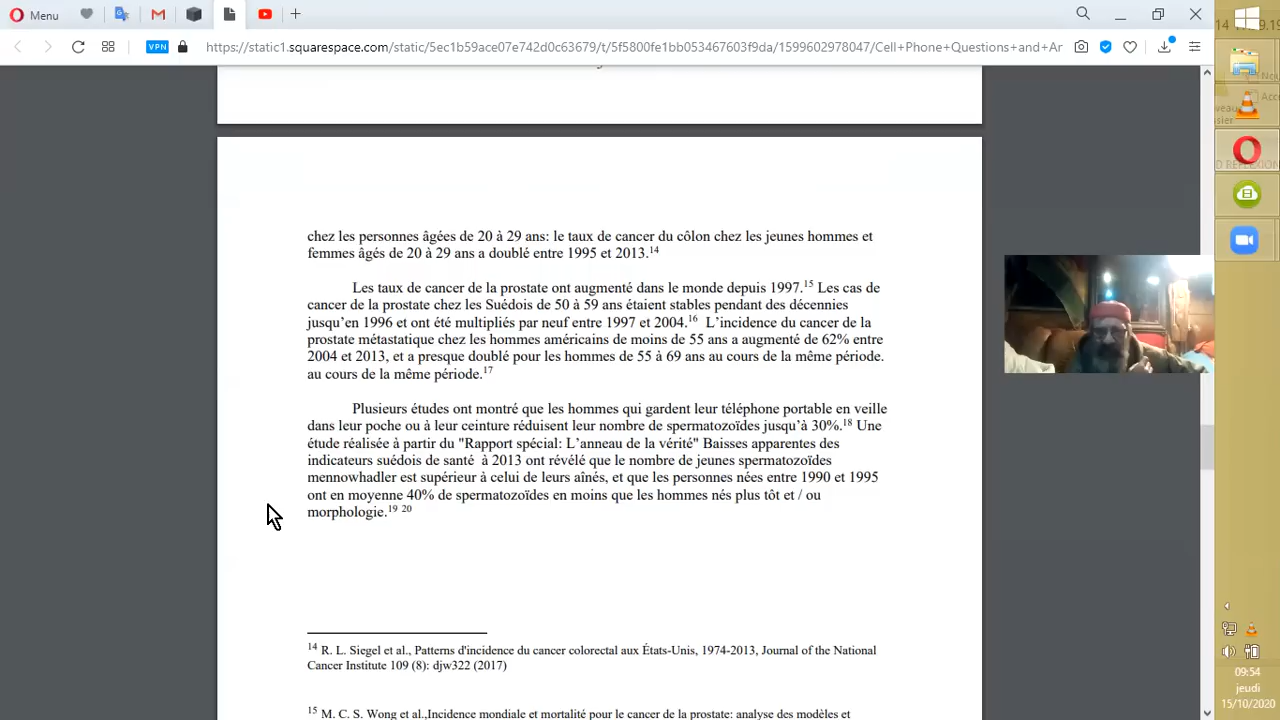 Menu
14
19.19
VPN
https://static1.squarespace.com/static/5ec1b59ace07e742d0c63679/t/5f5800fe1bb053467603f9da/1599602976047/Cell+Phone+Questions+and+Ar
chez les personnes âgées de 20 à 29 ans: le taux de cancer du côlon chez les jeunes hommes et
femmes âgés de 20 à 29 ans a doublé entre 1995 et 2013.14
Les taux de cancer de la prostate ont augmenté dans le monde depuis 1997.15 Les cas de
cancer de la prostate chez les Suédois de 50 à 59 ans étaient stables pendant des décennies
jusqu'en 1996 et ont été multipliés par neuf entre 1997 et 2004.16 L'incidence du cancer de la
prostate métastatique chez les hommes américains de moins de 55 ans a augmenté de 62% entre
2004 et 2013, et a presque doublé pour les hommes de 55 à 69 ans au cours de la même période.
au cours de la même période.17
Plusieurs études ont montré que les hommes qui gardent leur téléphone portable en veille
dans leur poche ou à leur ceinture réduisent leur nombre de spermatozoïdes jusqu'à 30%.18 Une
étude réalisée à partir du "Rapport spécial: L'anneau de la vérité" Baisses apparentes des
indicateurs suédois de santé à 2013 ont révélé que le nombre de jeunes spermatozoïdes
mennowhadler est supérieur à celui de leurs aînés, et que les personnes nées entre 1990 et 1995
ont en moyenne 40% de spermatozoïdes en moins que les hommes nés plus tôt et / ou
morphologie.19 20
14 R. L. Siegel et al., Patterns d'incidence du cancer colorectal aux États-Unis, 1974-2013, Journal of the National
Cancer Institute 109 (8): djw322 (2017)
15 M. C. S. Wong et al.,Incidence mondiale et mortalité pour le cancer de la prostate: analyse des modèles et
09:54
jeudi
15/10/2020